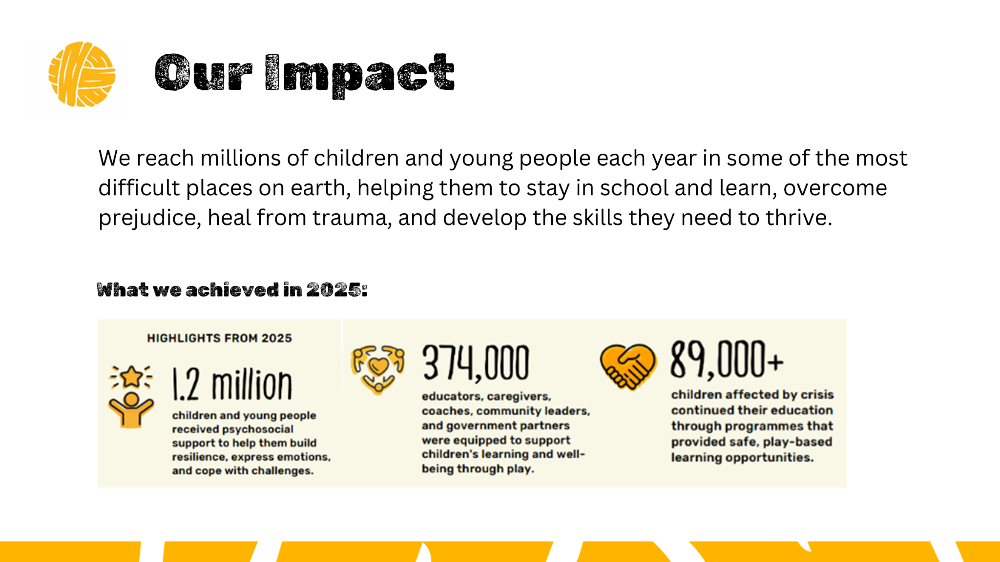 Our Impact
We reach millions of children and young people each year in some of the most
difficult places on earth, helping them to stay in school and learn, overcome
prejudice, heal from trauma, and develop the skills they need to thrive.
What we achieved in 2025:
HIGHLIGHTS FROM 2025
1.2 million
children and young people
received psychosocial
support to help them build
resilience, express emotions,
and cope with challenges.
374,000
educators, caregivers,
coaches, community leaders,
and government partners
were equipped to support
children's learning and well-
being through play.
89,000+
children affected by crisis
continued their education
through programmes that
provided safe, play-based
learning opportunities.